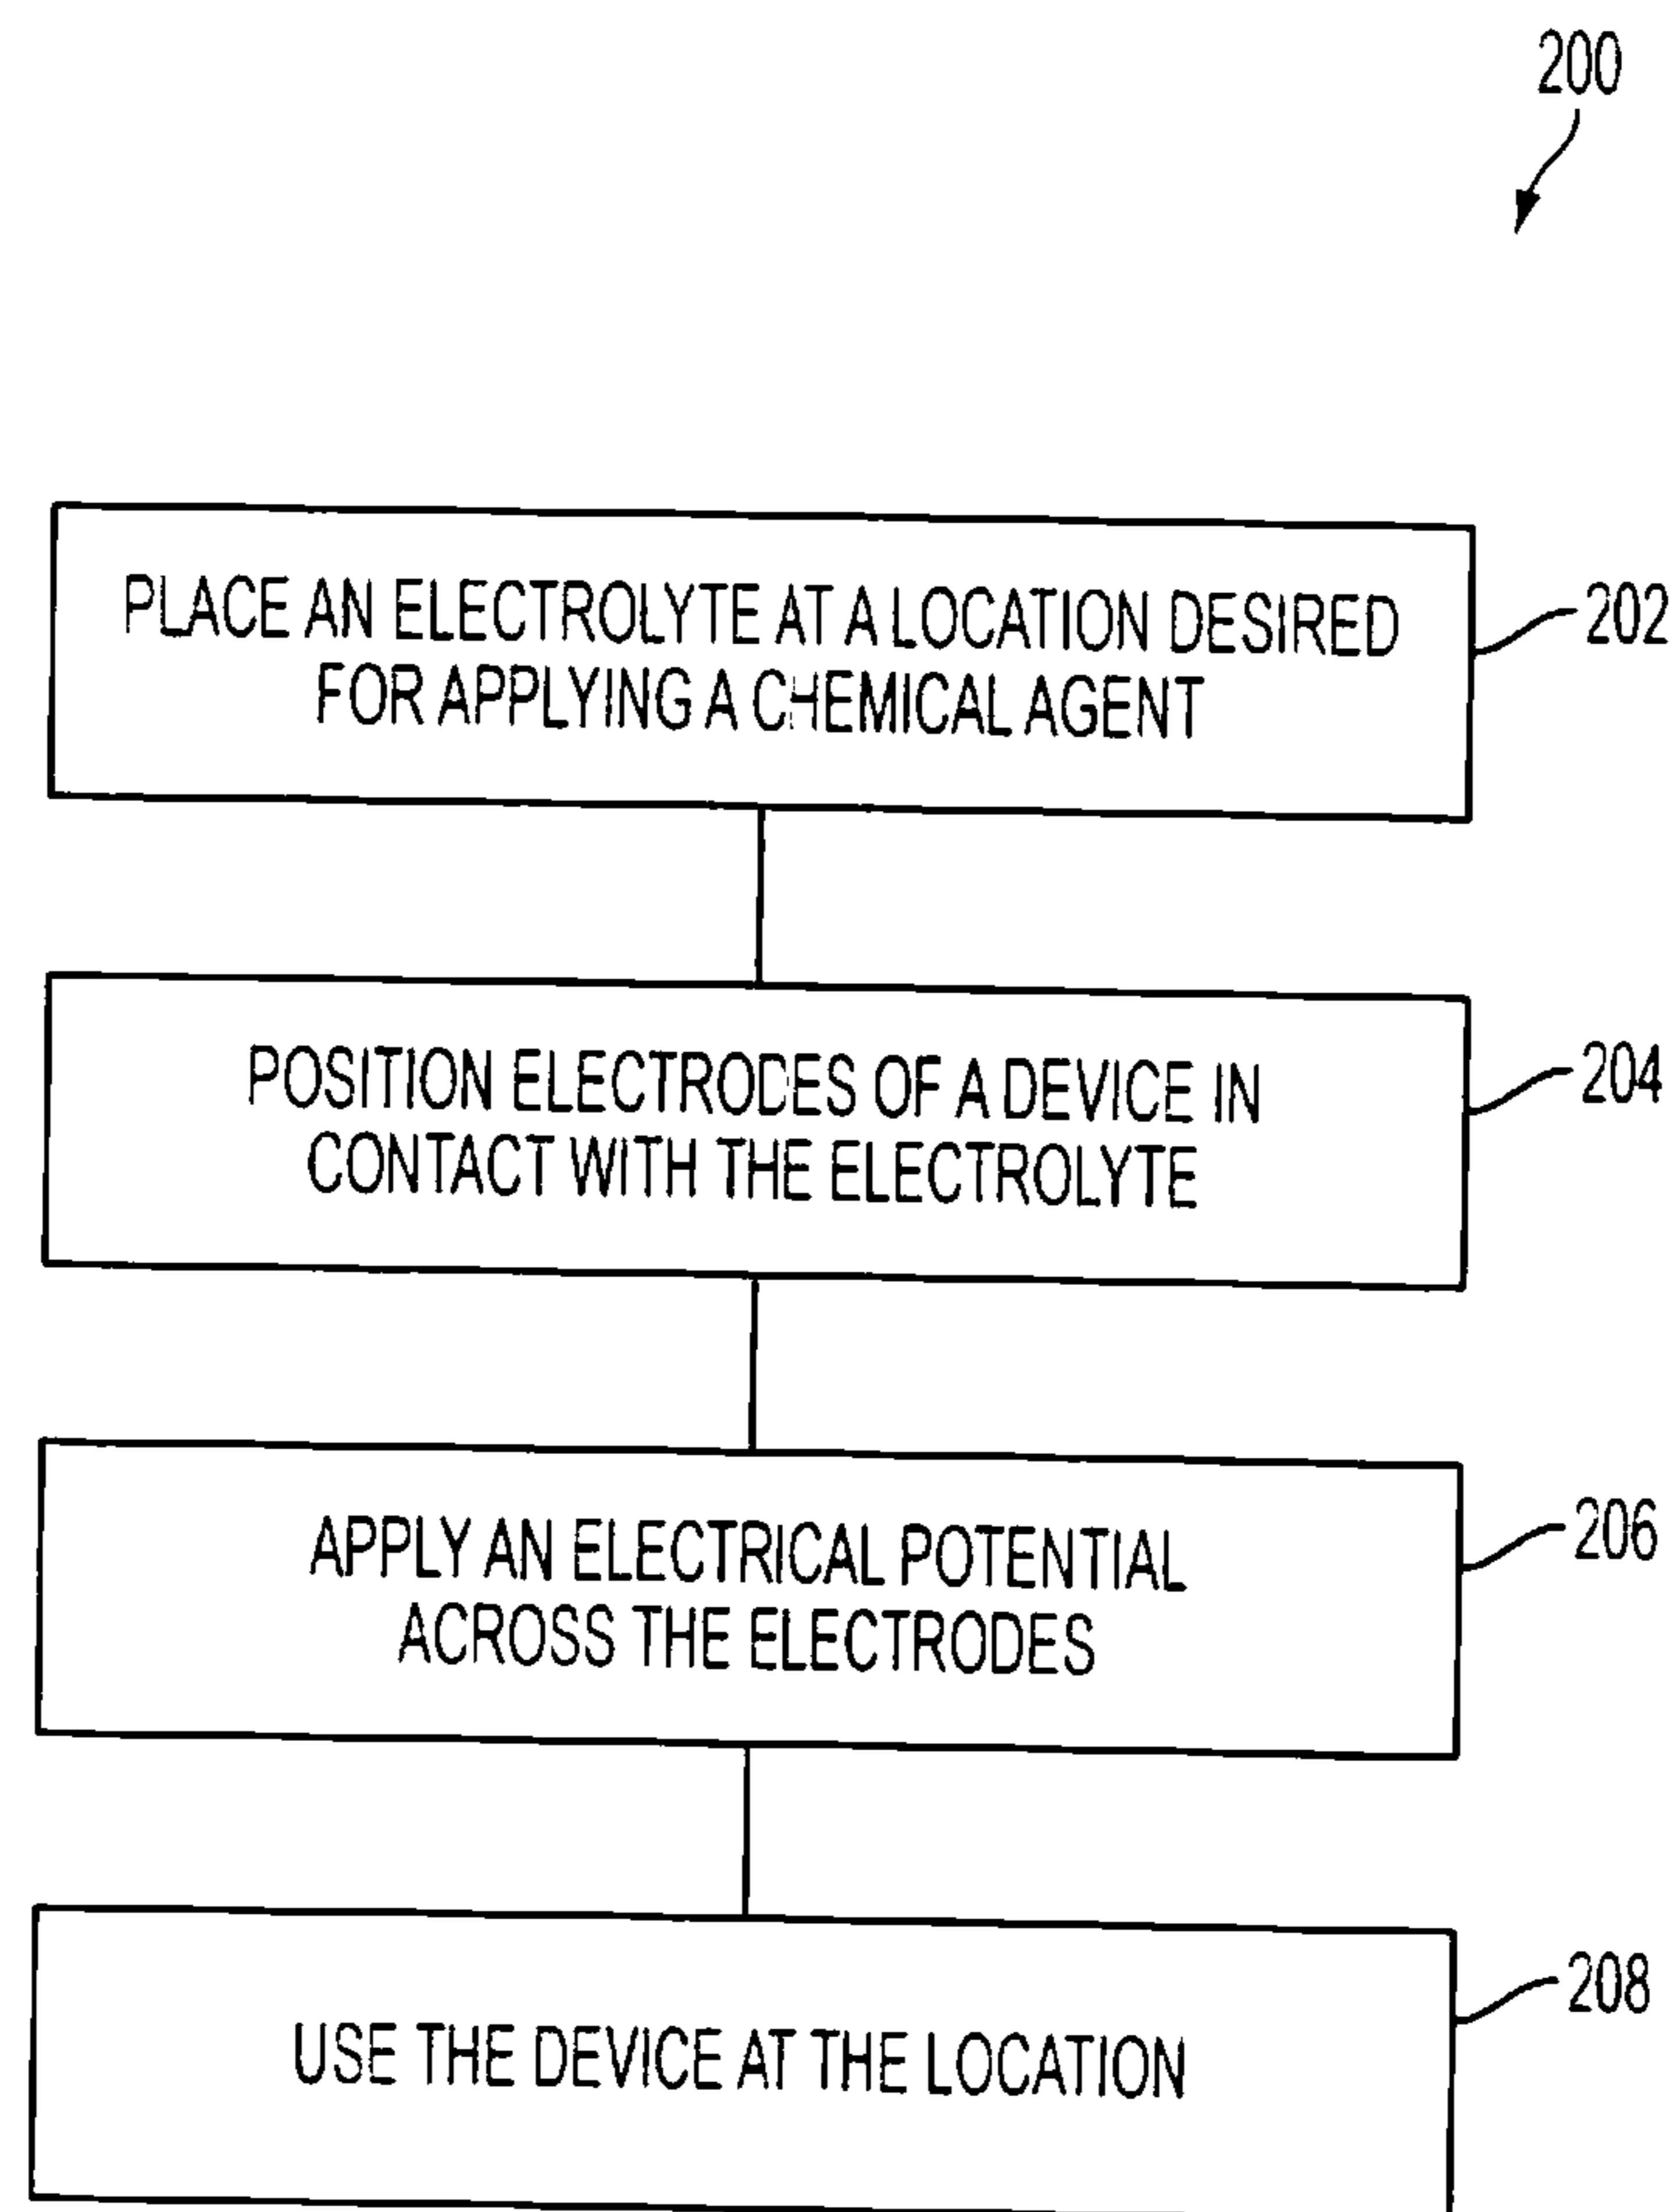 200
PLACE AN ELECTROLYTE AT A LOCATION DESIRED
FOR APPLYING A CHEMICAL AGENT
202
POSITION ELECTRODES OF A DEVICE IN
CONTACT WITH THE ELECTROLYTE
204
APPLY AN ELECTRICAL POTENTIAL
ACROSS THE ELECTRODES
206
USE THE DEVICE AT THE LOCATION
208